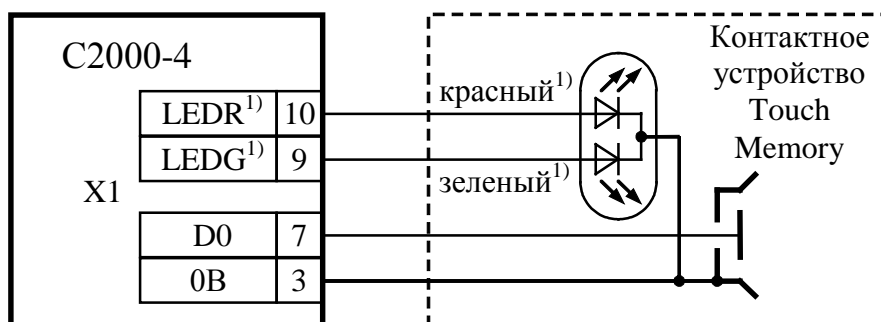 С2000-4
Контактное
устройство
Touch
Memory
красный1)
LEDR1) 10
LEDG1) 9
зеленый1)
X1
D0 7
0В 3